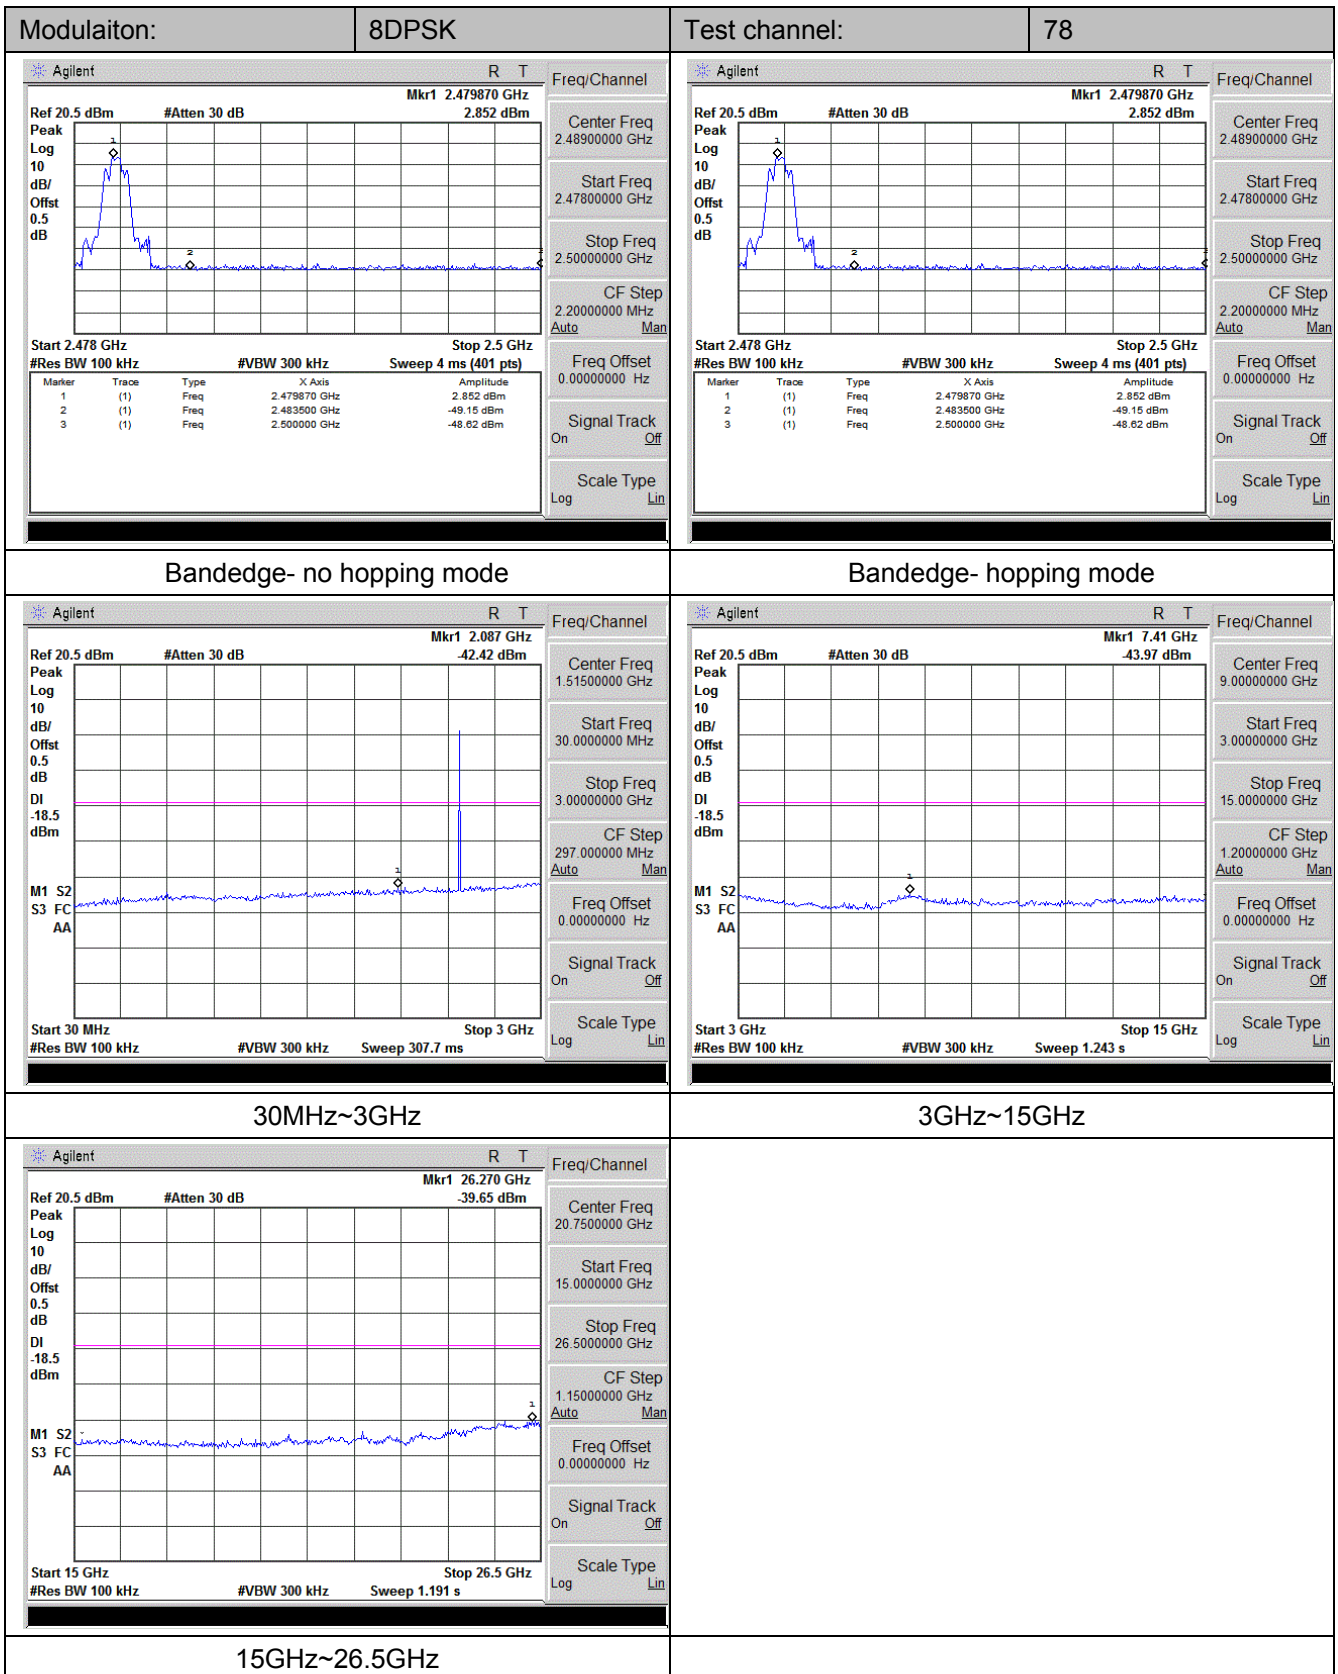 Modulaiton: 8DPSK Test channel: 78
Agilent R T
Mkr1 2.479870 GHz
Ref 20.5 dBm #Atten 30 dB 2.852 dBm
Peak
Log
10
dB/
Offst
0.5
dB
1
2
Start 2.478 GHz Stop 2.5 GHz
#Res BW 100 kHz #VBW 300 kHz Sweep 4 ms (401 pts)
Marker Trace Type X Axis Amplitude
1 (1) Freq 2.479870 GHz 2.852 dBm
2 (1) Freq 2.483500 GHz -49.15 dBm
3 (1) Freq 2.500000 GHz -48.62 dBm
Freq/Channel
Center Freq
2.48900000 GHz
Start Freq
2.47800000 GHz
Stop Freq
2.50000000 GHz
CF Step
2.20000000 MHz
Auto Man
Freq Offset
0.00000000 Hz
Signal Track
On Off
Scale Type
Log Lin
Agilent R T
Mkr1 2.479870 GHz
Ref 20.5 dBm #Atten 30 dB 2.852 dBm
Peak
Log
10
dB/
Offst
0.5
dB
1
2
Start 2.478 GHz Stop 2.5 GHz
#Res BW 100 kHz #VBW 300 kHz Sweep 4 ms (401 pts)
Marker Trace Type X Axis Amplitude
1 (1) Freq 2.479870 GHz 2.852 dBm
2 (1) Freq 2.483500 GHz -49.15 dBm
3 (1) Freq 2.500000 GHz -48.62 dBm
Freq/Channel
Center Freq
2.48900000 GHz
Start Freq
2.47800000 GHz
Stop Freq
2.50000000 GHz
CF Step
2.20000000 MHz
Auto Man
Freq Offset
0.00000000 Hz
Signal Track
On Off
Scale Type
Log Lin
Bandedge- no hopping mode Bandedge- hopping mode
Agilent R T
Mkr1 2.087 GHz
Ref 20.5 dBm #Atten 30 dB -42.42 dBm
Peak
Log
10
dB/
Offst
0.5
dB
DI
-18.5
dBm
1
M1 S2
S3 FC
AA
Start 30 MHz Stop 3 GHz
#Res BW 100 kHz #VBW 300 kHz Sweep 307.7 ms
Freq/Channel
Center Freq
1.51500000 GHz
Start Freq
30.0000000 MHz
Stop Freq
3.00000000 GHz
CF Step
297.000000 MHz
Auto Man
Freq Offset
0.00000000 Hz
Signal Track
On Off
Scale Type
Log Lin
Agilent R T
Mkr1 7.41 GHz
Ref 20.5 dBm #Atten 30 dB -43.97 dBm
Peak
Log
10
dB/
Offst
0.5
dB
DI
-18.5
dBm
1
M1 S2
S3 FC
AA
Start 3 GHz Stop 15 GHz
#Res BW 100 kHz #VBW 300 kHz Sweep 1.243 s
Freq/Channel
Center Freq
9.00000000 GHz
Start Freq
3.00000000 GHz
Stop Freq
15.0000000 GHz
CF Step
1.20000000 GHz
Auto Man
Freq Offset
0.00000000 Hz
Signal Track
On Off
Scale Type
Log Lin
30MHz~3GHz 3GHz~15GHz
Agilent R T
Mkr1 26.270 GHz
Ref 20.5 dBm #Atten 30 dB -39.65 dBm
Peak
Log
10
dB/
Offst
0.5
dB
DI
-18.5
dBm
1
M1 S2
S3 FC
AA
Start 15 GHz Stop 26.5 GHz
#Res BW 100 kHz #VBW 300 kHz Sweep 1.191 s
Freq/Channel
Center Freq
20.7500000 GHz
Start Freq
15.0000000 GHz
Stop Freq
26.5000000 GHz
CF Step
1.15000000 GHz
Auto Man
Freq Offset
0.00000000 Hz
Signal Track
On Off
Scale Type
Log Lin
15GHz~26.5GHz